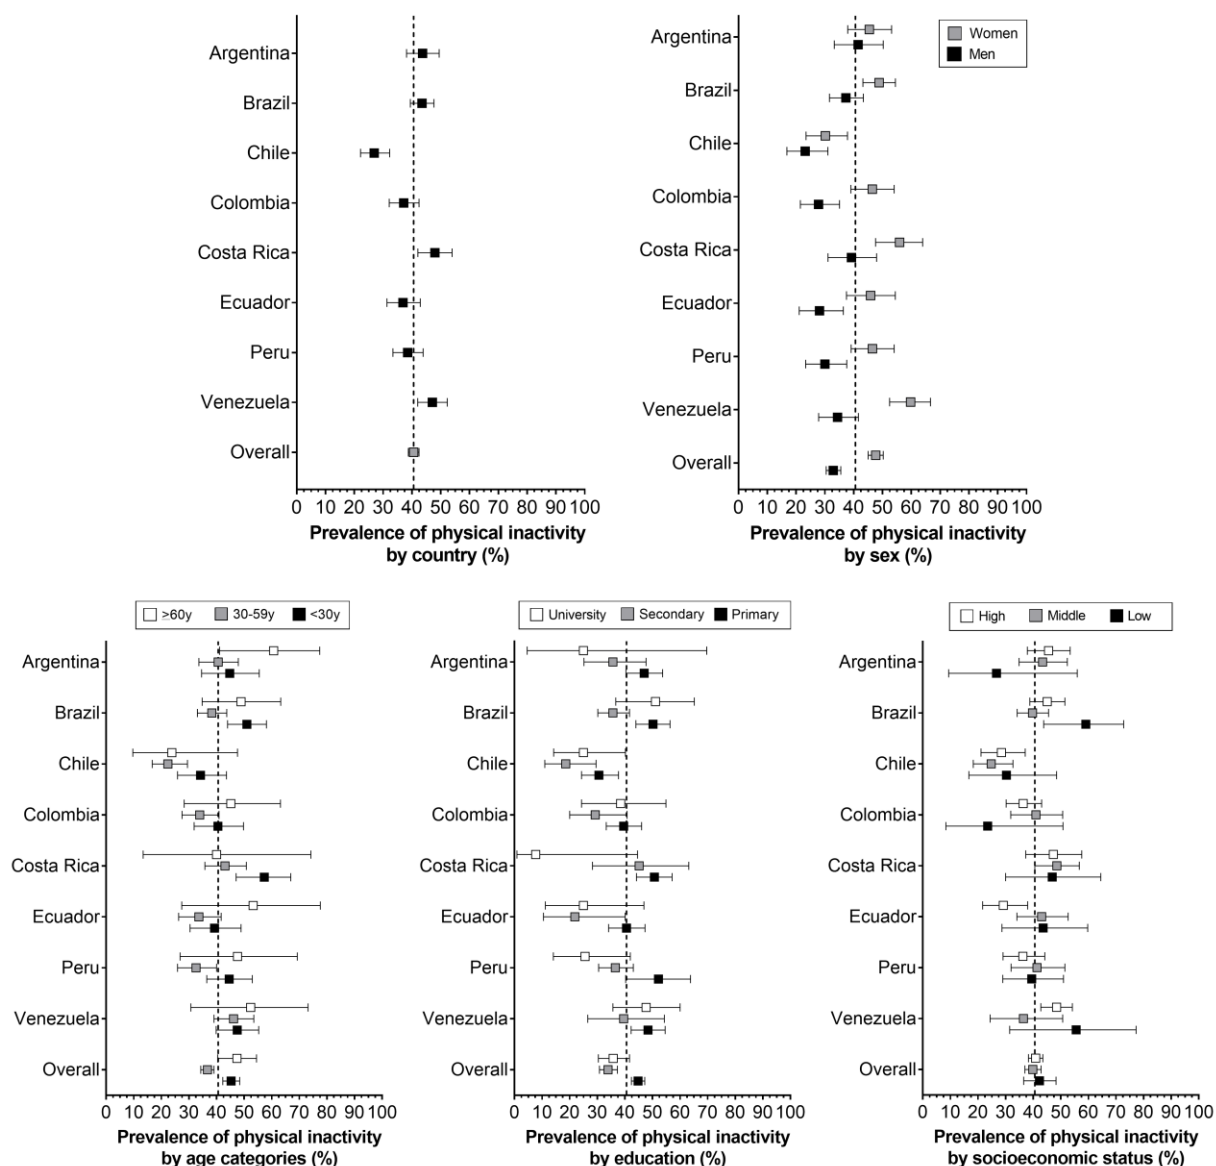 Argentina
Brazil
Chile
Colombia
Costa Rica
Ecuador
Peru
Venezuela
Overall
0 10 20 30 40 50 60 70 80 90 100
Prevalence of physical inactivity
by country (%)
Women
Men
Argentina
Brazil
Chile
Colombia
Costa Rica
Ecuador
Peru
Venezuela
Overall
0 10 20 30 40 50 60 70 80 90 100
Prevalence of physical inactivity
by sex (%)
≥60y 30-59y <30y
Argentina
Brazil
Chile
Colombia
Costa Rica
Ecuador
Peru
Venezuela
Overall
0 10 20 30 40 50 60 70 80 90 100
Prevalence of physical inactivity
by age categories (%)
University Secondary Primary
Argentina
Brazil
Chile
Colombia
Costa Rica
Ecuador
Peru
Venezuela
Overall
0 10 20 30 40 50 60 70 80 90 100
Prevalence of physical inactivity
by education (%)
High Middle Low
Argentina
Brazil
Chile
Colombia
Costa Rica
Ecuador
Peru
Venezuela
Overall
0 10 20 30 40 50 60 70 80 90 100
Prevalence of physical inactivity
by socioeconomic status (%)